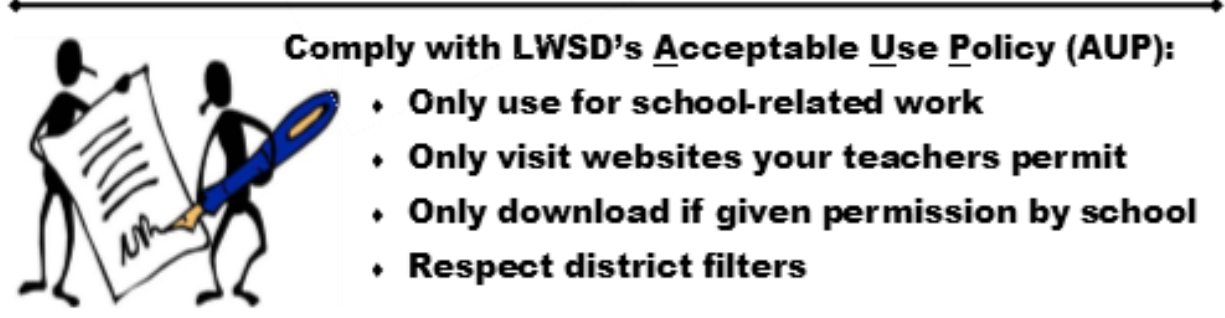 Comply with LWSD’s Acceptable Use Policy (AUP):
• Only use for school-related work
• Only visit websites your teachers permit
• Only download if given permission by school
• Respect district filters